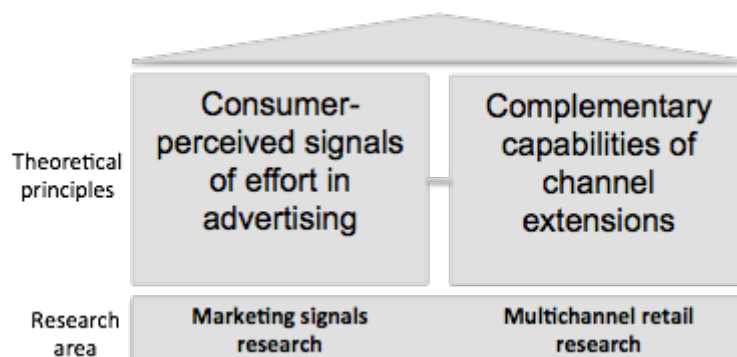 Theoretical
principles
Consumer-
perceived signals
of effort in
advertising
Complementary
capabilities of
channel
extensions
Research
area
Marketing signals
research
Multichannel retail
research